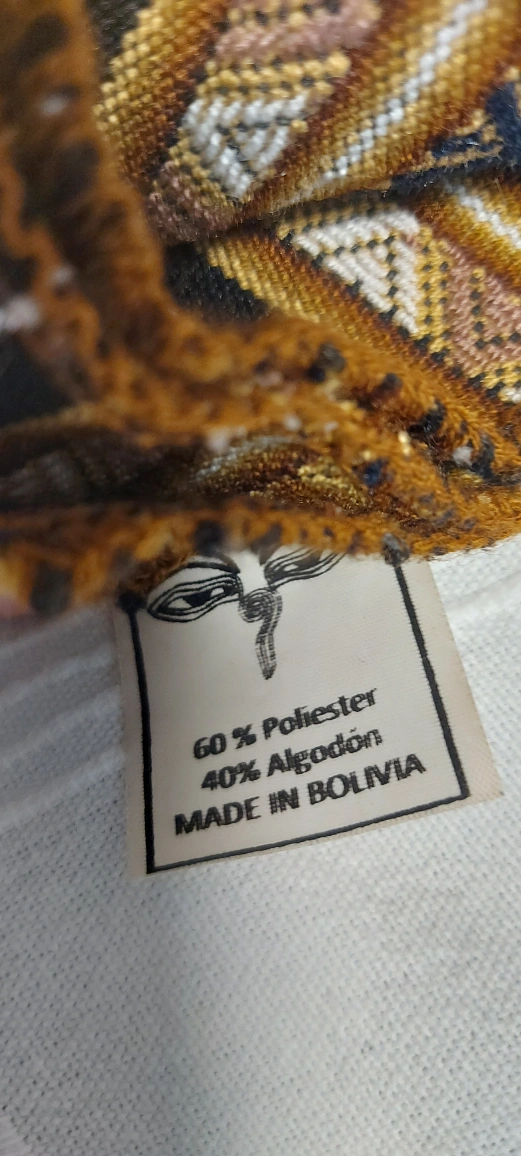 60 % Poliester
40% Algodón
MADE IN BOLIVIA